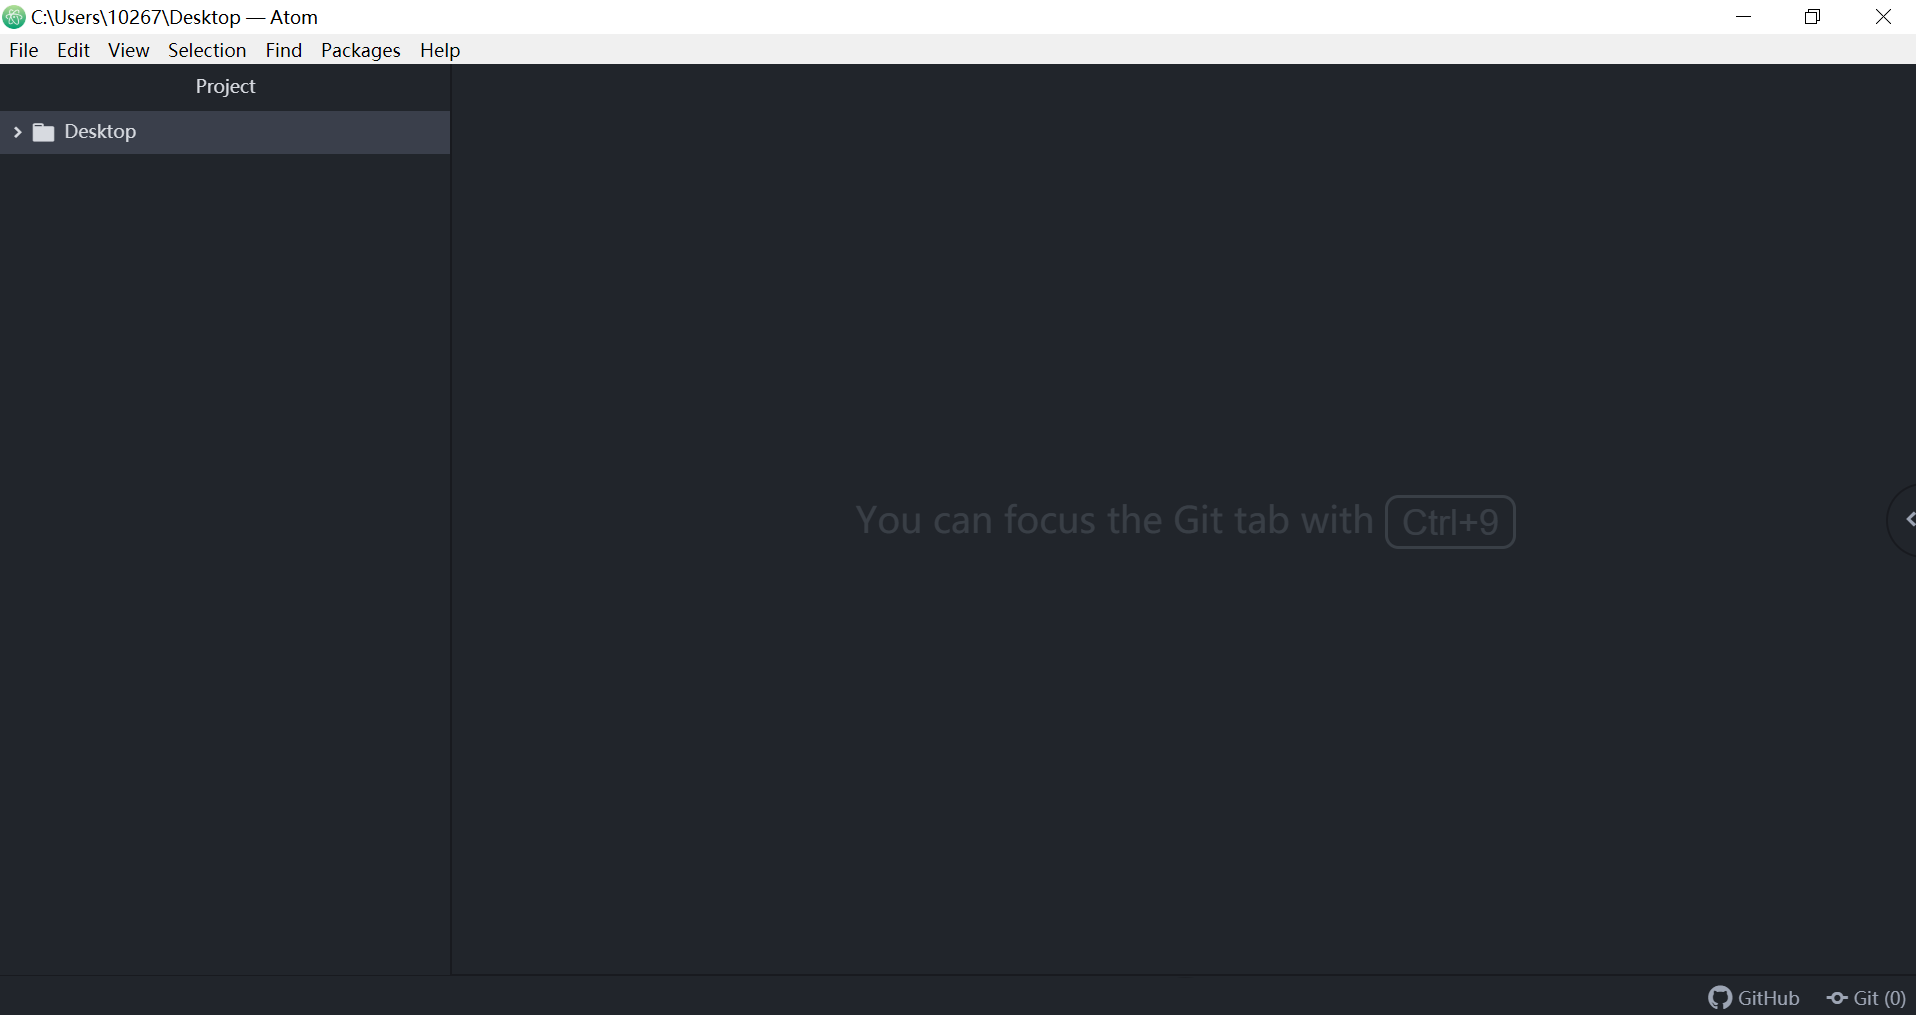 C:\Users\10267\Desktop — Atom
File Edit View Selection Find Packages Help
Project
Desktop
You can focus the Git tab with Ctrl+9
GitHub Git (0)